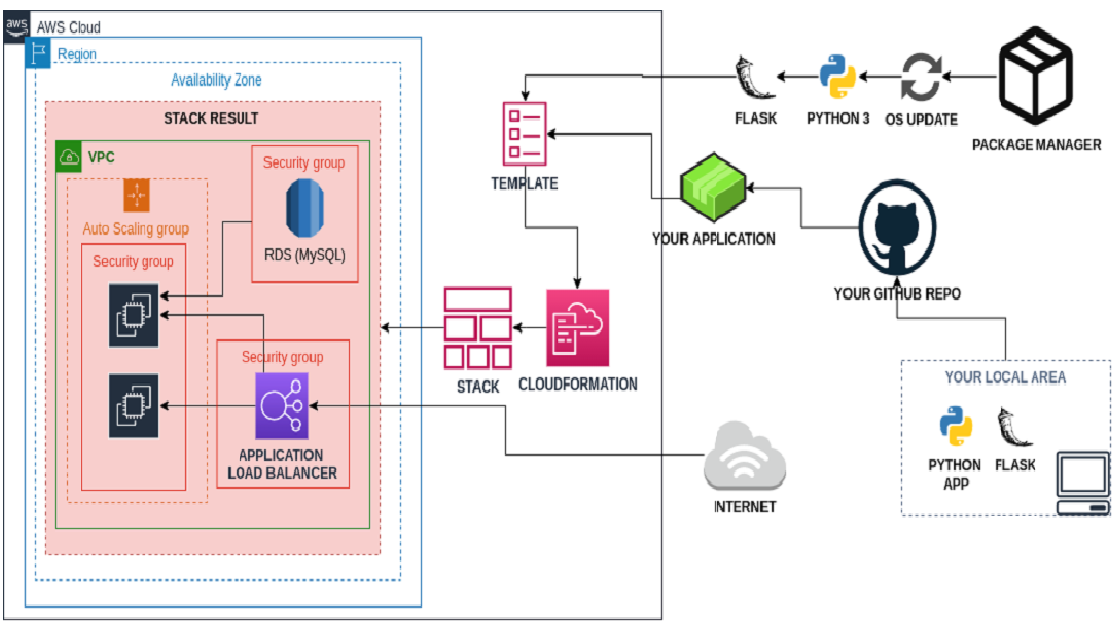 aws
AWS Cloud
Region
Availability Zone
STACK RESULT
VPC
Security group
RDS (MySQL)
Auto Scaling group
Security group
Security group
APPLICATION
LOAD BALANCER
TEMPLATE
STACK
CLOUDFORMATION
FLASK
PYTHON 3
OS UPDATE
PACKAGE MANAGER
YOUR APPLICATION
YOUR GITHUB REPO
YOUR LOCAL AREA
PYTHON
APP
FLASK
INTERNET